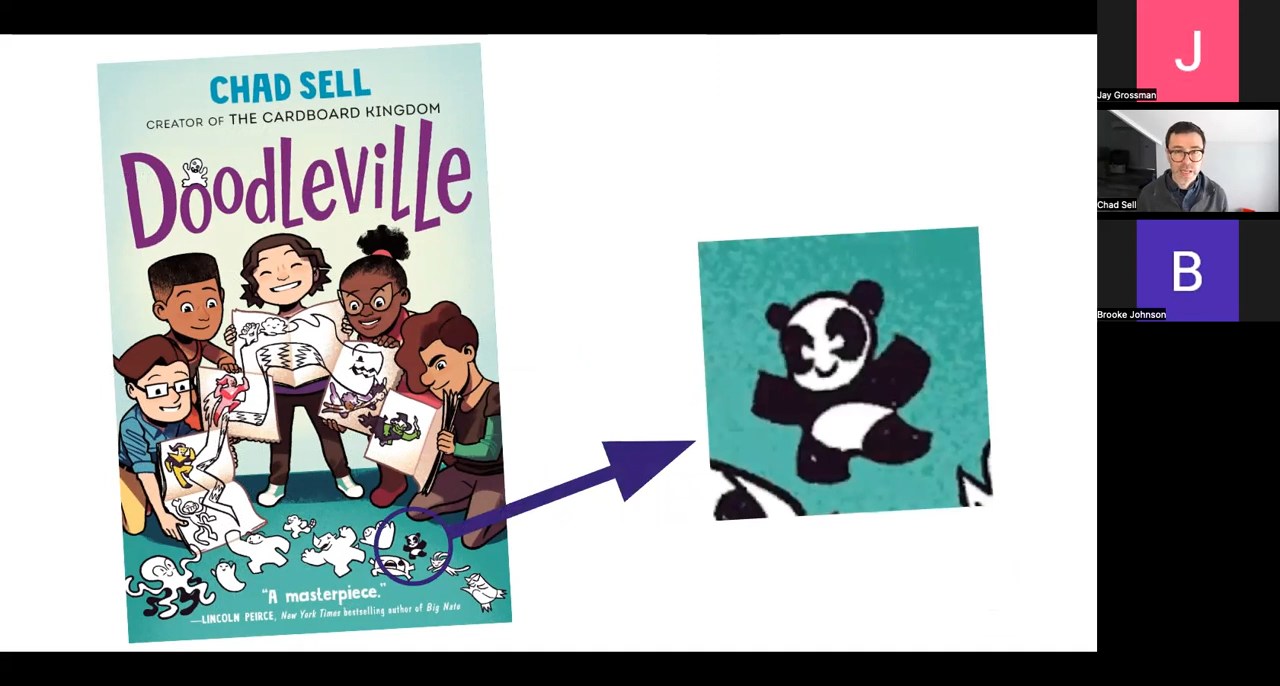 CHAD SELL
CREATOR OF THE CARDBOARD KINGDOM
Doodleville
"A masterpiece."
—LINCOLN PEIRCE, New York Times bestselling author of Big Nate
J
Jay Grossman
Chad Sell
B
Brooke Johnson